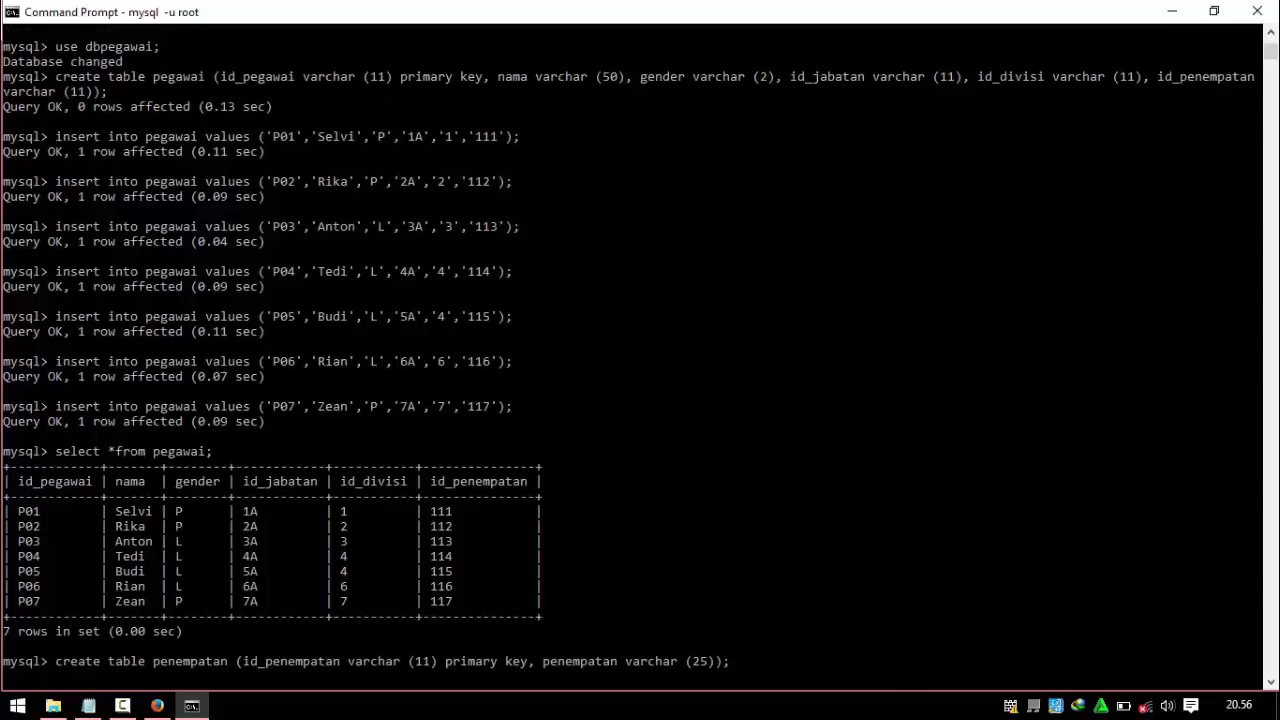 Command Prompt - mysql  -u root
mysql> use dbpegawai;
Database changed
mysql> create table pegawai (id_pegawai varchar (11) primary key, nama varchar (50), gender varchar (2), id_jabatan varchar (11), id_divisi varchar (11), id_penempatan
varchar (11));
Query OK, 0 rows affected (0.13 sec)
mysql> insert into pegawai values ('P01','Selvi','P','1A','1','111');
Query OK, 1 row affected (0.11 sec)
mysql> insert into pegawai values ('P02','Rika','P','2A','2','112');
Query OK, 1 row affected (0.09 sec)
mysql> insert into pegawai values ('P03','Anton','L','3A','3','113');
Query OK, 1 row affected (0.04 sec)
mysql> insert into pegawai values ('P04','Tedi','L','4A','4','114');
Query OK, 1 row affected (0.09 sec)
mysql> insert into pegawai values ('P05','Budi','L','5A','4','115');
Query OK, 1 row affected (0.11 sec)
mysql> insert into pegawai values ('P06','Rian','L','6A','6','116');
Query OK, 1 row affected (0.07 sec)
mysql> insert into pegawai values ('P07','Zean','P','7A','7','117');
Query OK, 1 row affected (0.09 sec)
mysql> select *from pegawai;
+------------+-------+--------+------------+-----------+---------------+
| id_pegawai | nama  | gender | id_jabatan | id_divisi | id_penempatan |
+------------+-------+--------+------------+-----------+---------------+
| P01        | Selvi | P      | 1A         | 1         | 111           |
| P02        | Rika  | P      | 2A         | 2         | 112           |
| P03        | Anton | L      | 3A         | 3         | 113           |
| P04        | Tedi  | L      | 4A         | 4         | 114           |
| P05        | Budi  | L      | 5A         | 4         | 115           |
| P06        | Rian  | L      | 6A         | 6         | 116           |
| P07        | Zean  | P      | 7A         | 7         | 117           |
+------------+-------+--------+------------+-----------+---------------+
7 rows in set (0.00 sec)
mysql> create table penempatan (id_penempatan varchar (11) primary key, penempatan varchar (25));
20.56